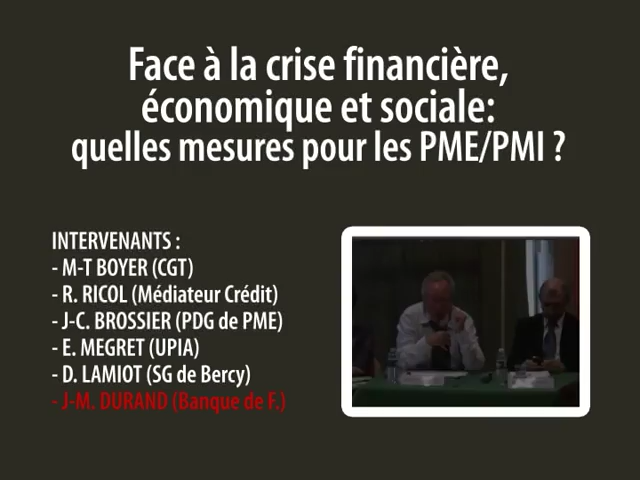 Face à la crise financière,
économique et sociale:
quelles mesures pour les PME/PMI ?
INTERVENANTS :
- M-T BOYER (CGT)
- R. RICOL (Médiateur Crédit)
- J-C. BROSSIER (PDG de PME)
- E. MEGRET (UPIA)
- D. LAMIOT (SG de Bercy)
- J-M. DURAND (Banque de F.)